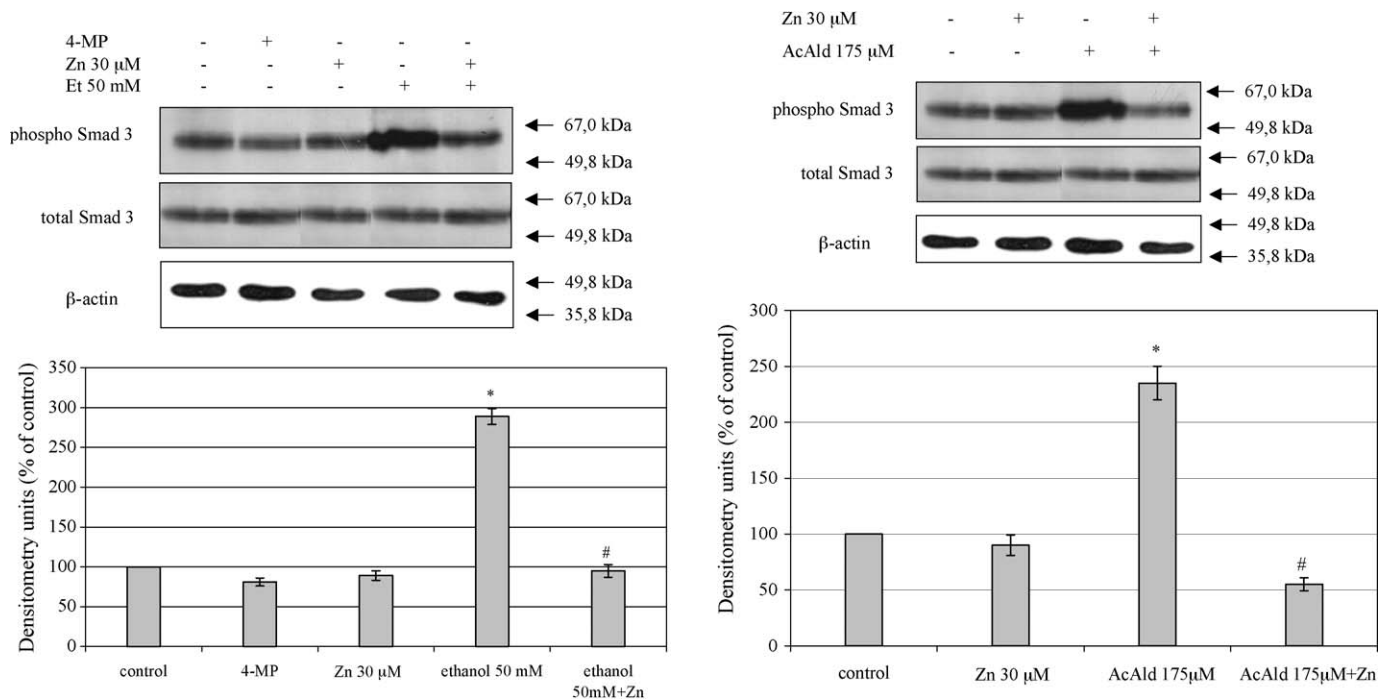 4-MP - + - - -
Zn 30 µM - - + - +
Et 50 mM - - - + +
phospho Smad 3
67,0 kDa
49,8 kDa
total Smad 3
67,0 kDa
49,8 kDa
β-actin
49,8 kDa
35,8 kDa
Densitometry units (% of control)
350
300
250
200
150
100
50
0
*
#
control
4-MP
Zn 30 µM
ethanol 50 mM
ethanol
50mM+Zn
Zn 30 µM - + - +
AcAld 175 µM - - + +
phospho Smad 3
67,0 kDa
49,8 kDa
total Smad 3
67,0 kDa
49,8 kDa
β-actin
49,8 kDa
35,8 kDa
Densitometry units (% of control)
300
250
200
150
100
50
0
*
#
control
Zn 30 µM
AcAld 175µM
AcAld 175µM+Zn